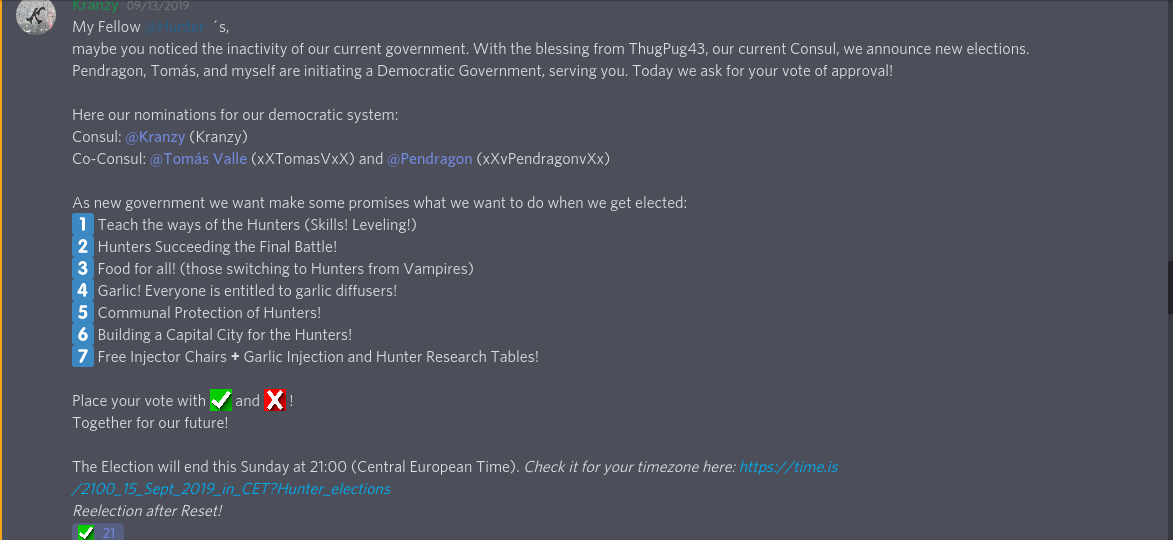 Kranzy 09/13/2019
My Fellow @Hunter ´s,
maybe you noticed the inactivity of our current government. With the blessing from ThugPug43, our current Consul, we announce new elections.
Pendragon, Tomás, and myself are initiating a Democratic Government, serving you. Today we ask for your vote of approval!
Here our nominations for our democratic system:
Consul: @Kranzy (Kranzy)
Co-Consul: @Tomás Valle (xXTomasVxX) and @Pendragon (xXvPendragonvXx)
As new government we want make some promises what we want to do when we get elected:
1 Teach the ways of the Hunters (Skills! Leveling!)
2 Hunters Succeeding the Final Battle!
3 Food for all! (those switching to Hunters from Vampires)
4 Garlic! Everyone is entitled to garlic diffusers!
5 Communal Protection of Hunters!
6 Building a Capital City for the Hunters!
7 Free Injector Chairs + Garlic Injection and Hunter Research Tables!
Place your vote with ✅ and ❌ !
Together for our future!
The Election will end this Sunday at 21:00 (Central European Time). Check it for your timezone here: https://time.is
/2100_15_Sept_2019_in_CET?Hunter_elections
Reelection after Reset!
✅ 21